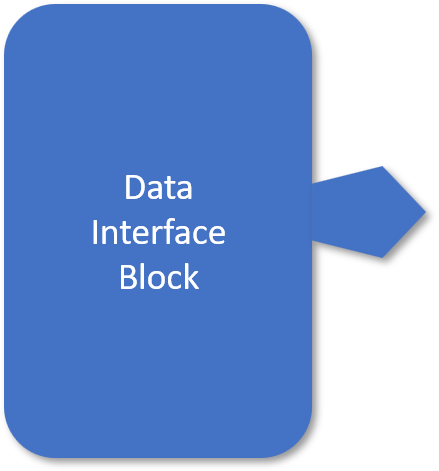 Data
Interface
Block